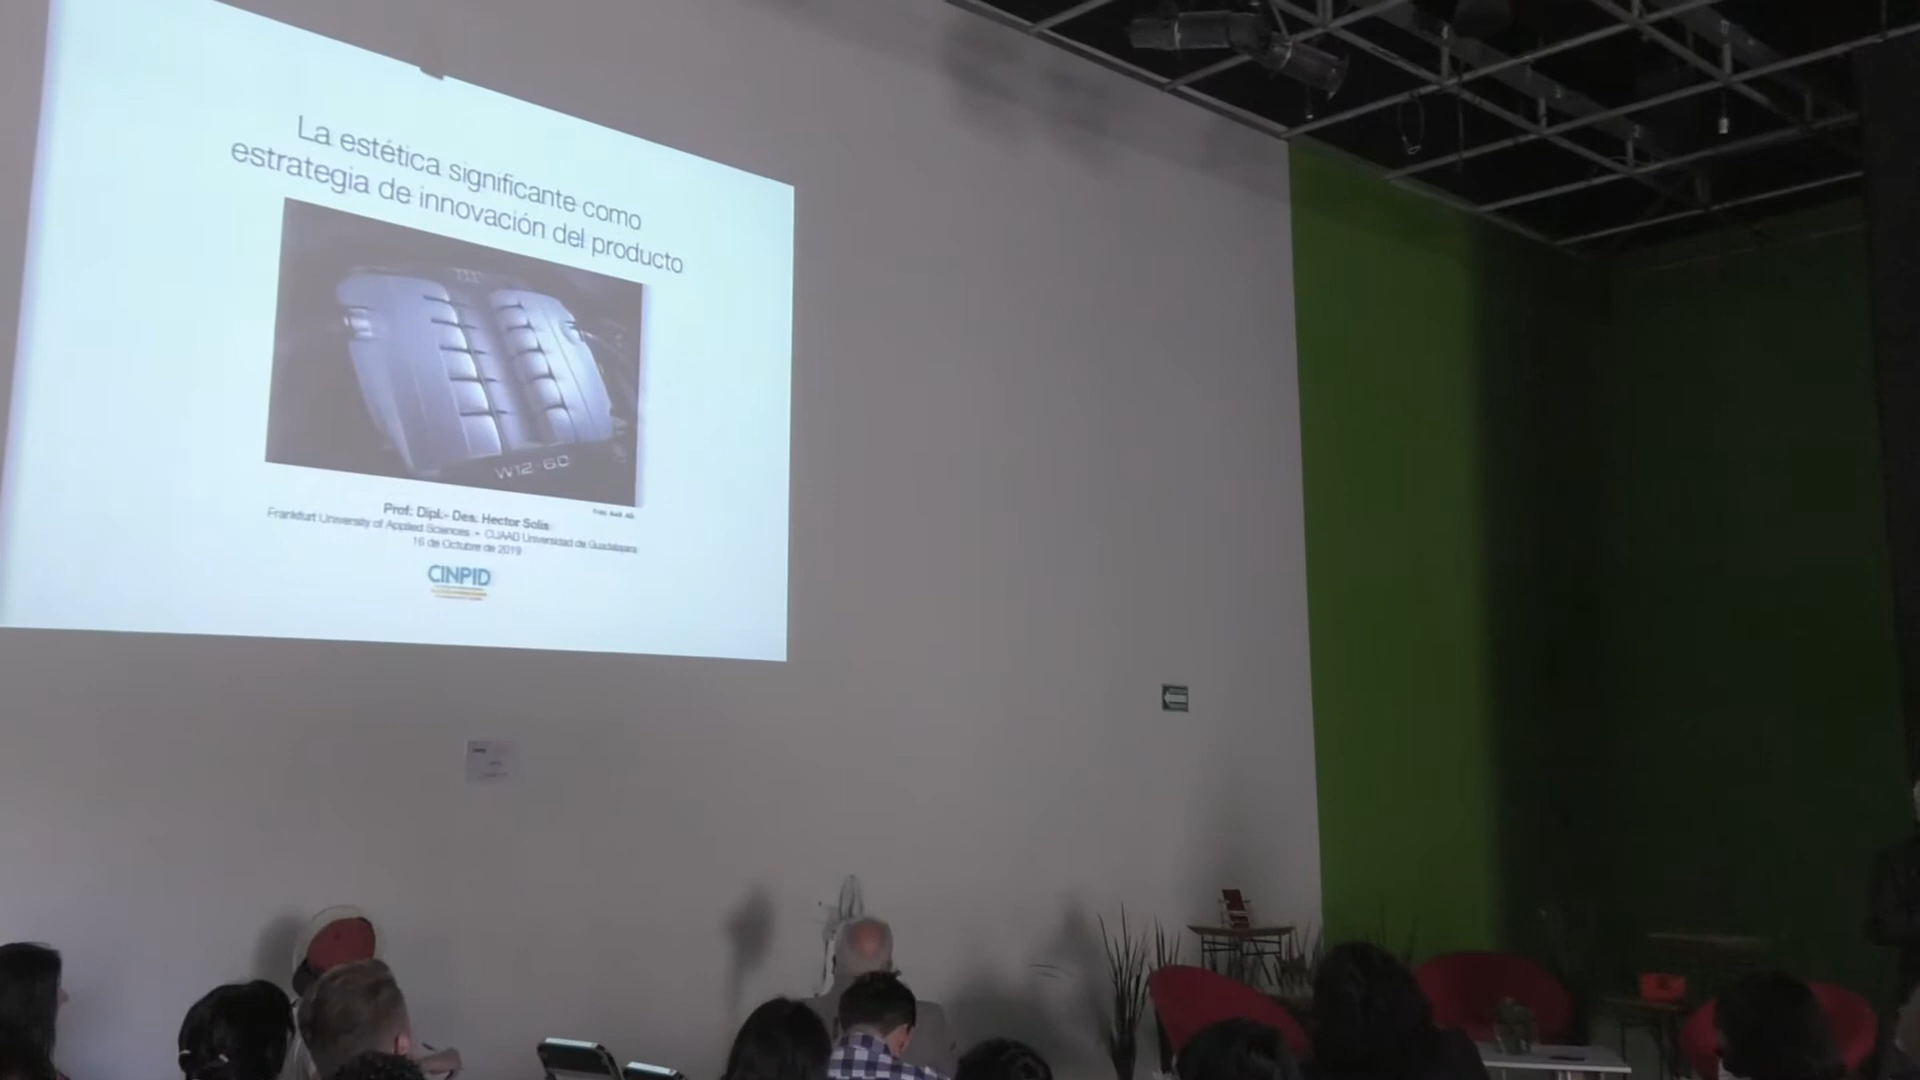 La estética significante como
estrategia de innovación del producto
W12 6.0
Prof. Dipl.- Des. Hector Solis
Frankfurt University of Applied Sciences • CUAAD Universidad de Guadalajara
16 de Octubre de 2019
CINPID